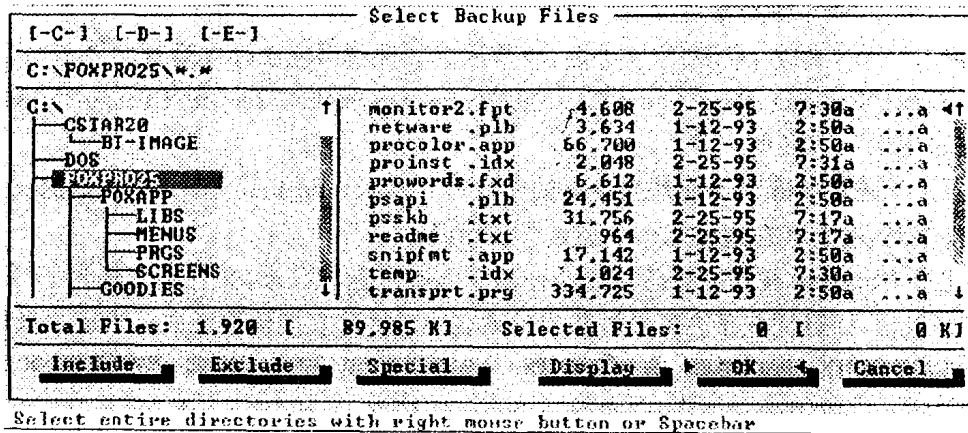 Select Backup Files
[-C-] [-D-] [-E-]
C:\FOXPRO25\*.*
C:\
CSTAR20
BT-IMAGE
DOS
FOXPRO25
FOXAPP
LIBS
MENUS
PRGS
SCREENS
GOODIES
monitor2.fpt 4,608 2-25-95 7:30a ...a
netware .plb 3,634 1-12-93 2:50a ...a
procolor.app 66,700 1-12-93 2:50a ...a
proinst .idx 2,048 2-25-95 7:31a ...a
prowords.fxd 6,612 1-12-93 2:50a ...a
psapi .plb 24,451 1-12-93 2:50a ...a
psskb .txt 31,756 2-25-95 7:17a ...a
readme .txt 964 2-25-95 7:17a ...a
snipfmt .app 17,142 1-12-93 2:50a ...a
temp .idx 1,024 2-25-95 7:30a ...a
transprt.prg 334,725 1-12-93 2:50a ...a
Total Files: 1,920 [ 89,985 K] Selected Files: 0 [ 0 K]
Include Exclude Special Display OK Cancel
Select entire directories with right mouse button or Spacebar